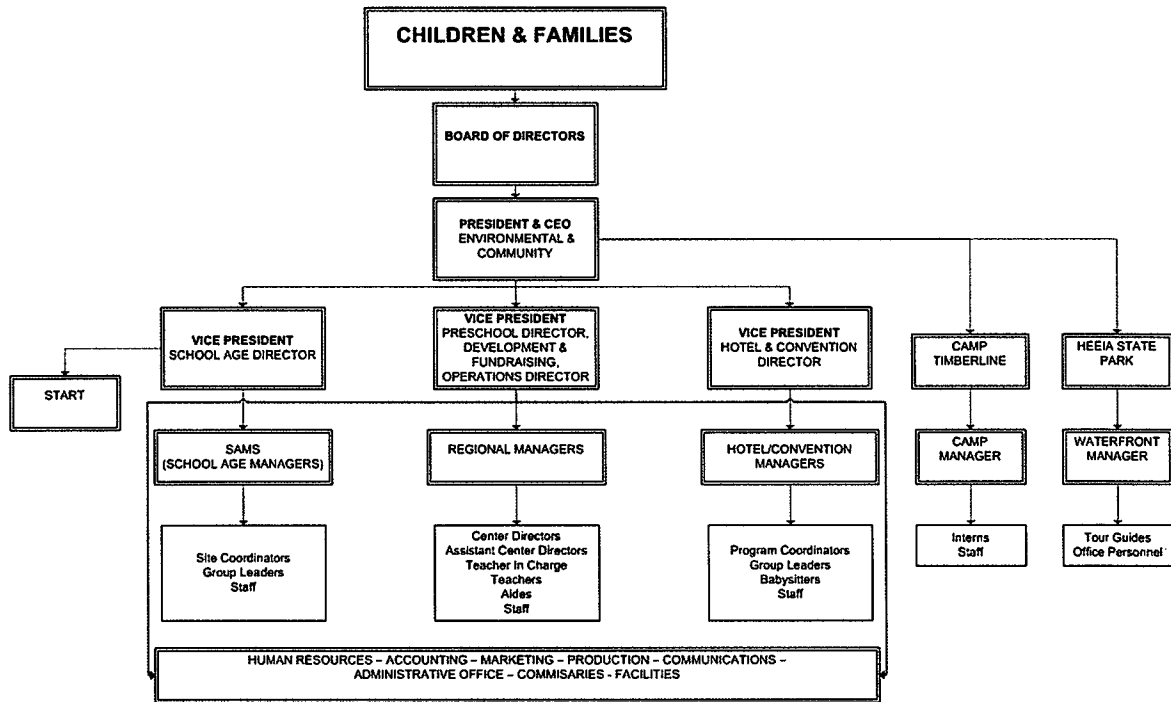 CHILDREN & FAMILIES
BOARD OF DIRECTORS
PRESIDENT & CEO
ENVIRONMENTAL &
COMMUNITY
VICE PRESIDENT
SCHOOL AGE DIRECTOR
VICE PRESIDENT
PRESCHOOL DIRECTOR,
DEVELOPMENT &
FUNDRAISING,
OPERATIONS DIRECTOR
VICE PRESIDENT
HOTEL & CONVENTION
DIRECTOR
CAMP
TIMBERLINE
HEEIA STATE
PARK
START
SAMS
(SCHOOL AGE MANAGERS)
REGIONAL MANAGERS
HOTEL/CONVENTION
MANAGERS
CAMP
MANAGER
WATERFRONT
MANAGER
Site Coordinators
Group Leaders
Staff
Center Directors
Assistant Center Directors
Teacher In Charge
Teachers
Aides
Staff
Program Coordinators
Group Leaders
Babysitters
Staff
Interns
Staff
Tour Guides
Office Personnel
HUMAN RESOURCES – ACCOUNTING – MARKETING – PRODUCTION – COMMUNICATIONS –
ADMINISTRATIVE OFFICE – COMMISARIES - FACILITIES